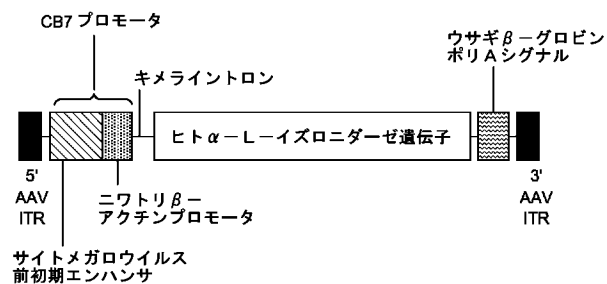 CB7 プロモータ
ウサギβ−グロビン
ポリAシグナル
キメライントロン
ヒトα−L−イズロニダーゼ遺伝子
5'
AAV
ITR
ニワトリβ−
アクチンプロモータ
3'
AAV
ITR
サイトメガロウイルス
前初期エンハンサ